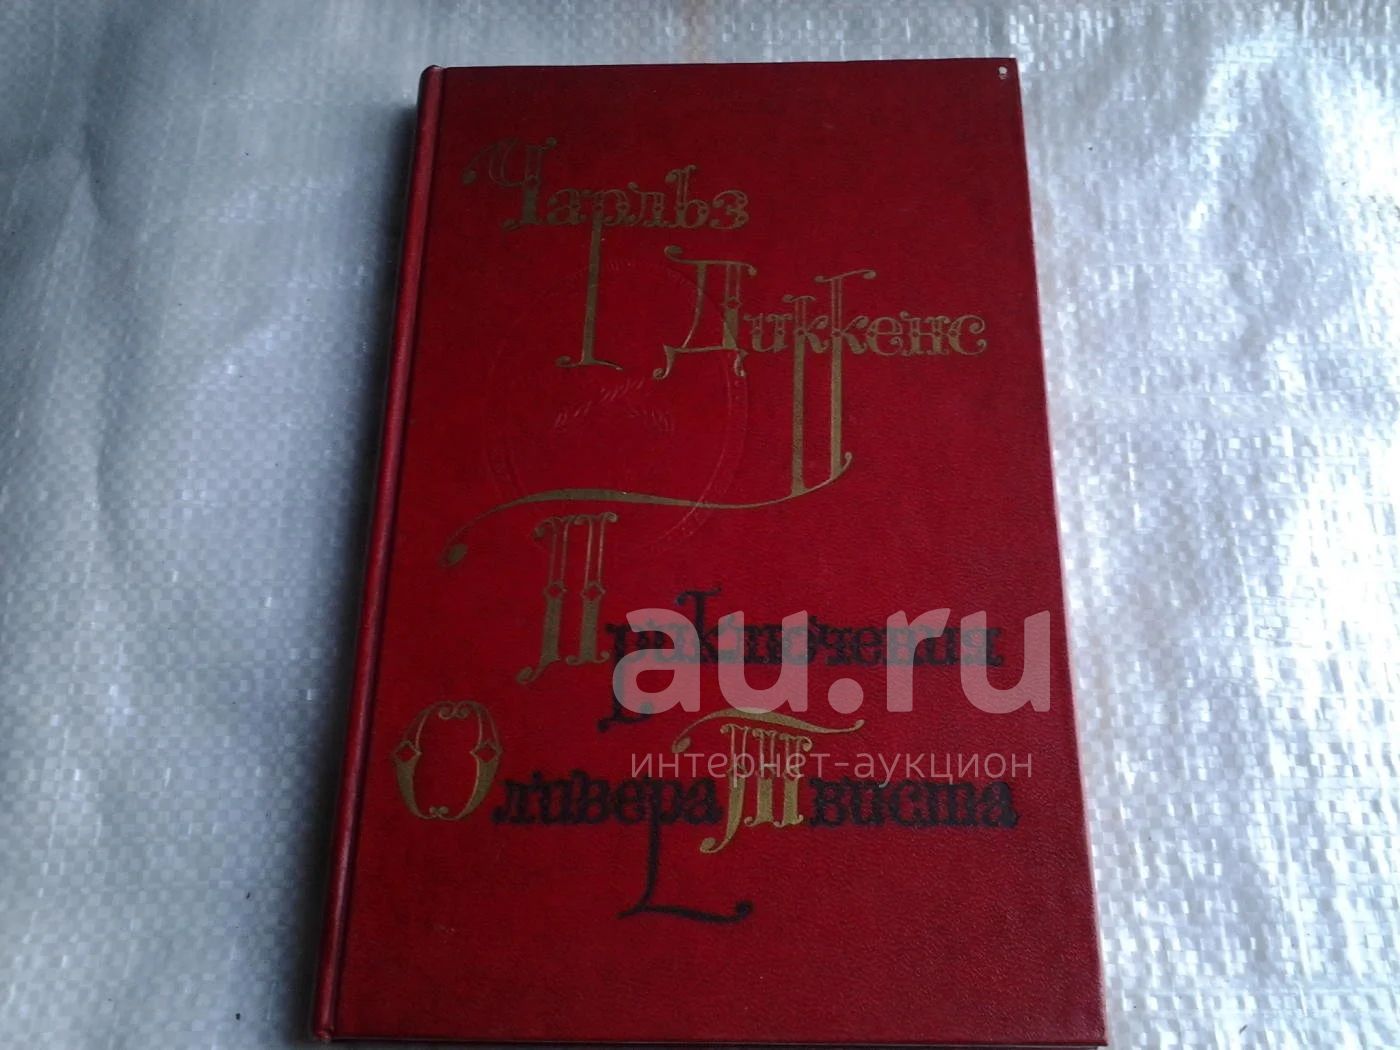 Чарльз
Диккенс
Приключения
Оливера Твиста
au.ru
интернет-аукцион